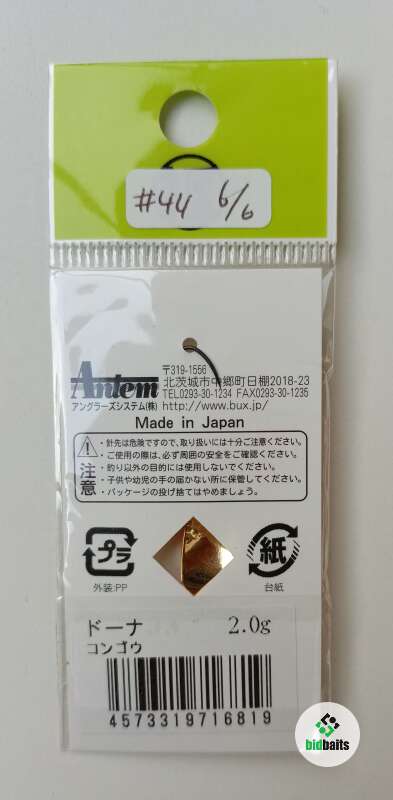 #44 6/6
Antem
〒319-1556
北茨城市中郷町日棚2018-23
TEL0293-30-1234 FAX0293-30-1235
アングラーズシステム(株) http://www.bux.jp/
Made in Japan
注意
・針先は危険ですので、取り扱いには十分ご注意ください。
・ご使用の際は、必ず周囲の安全をご確認ください。
・釣り以外の目的には使用しないでください。
・子供や幼児の手の届かない所に保管してください。
・パッケージの投げ捨てはやめましょう。
プラ
外装:PP
紙
台紙
ドーナ 2.0g
コンゴウ
4573319716819
bidbaits